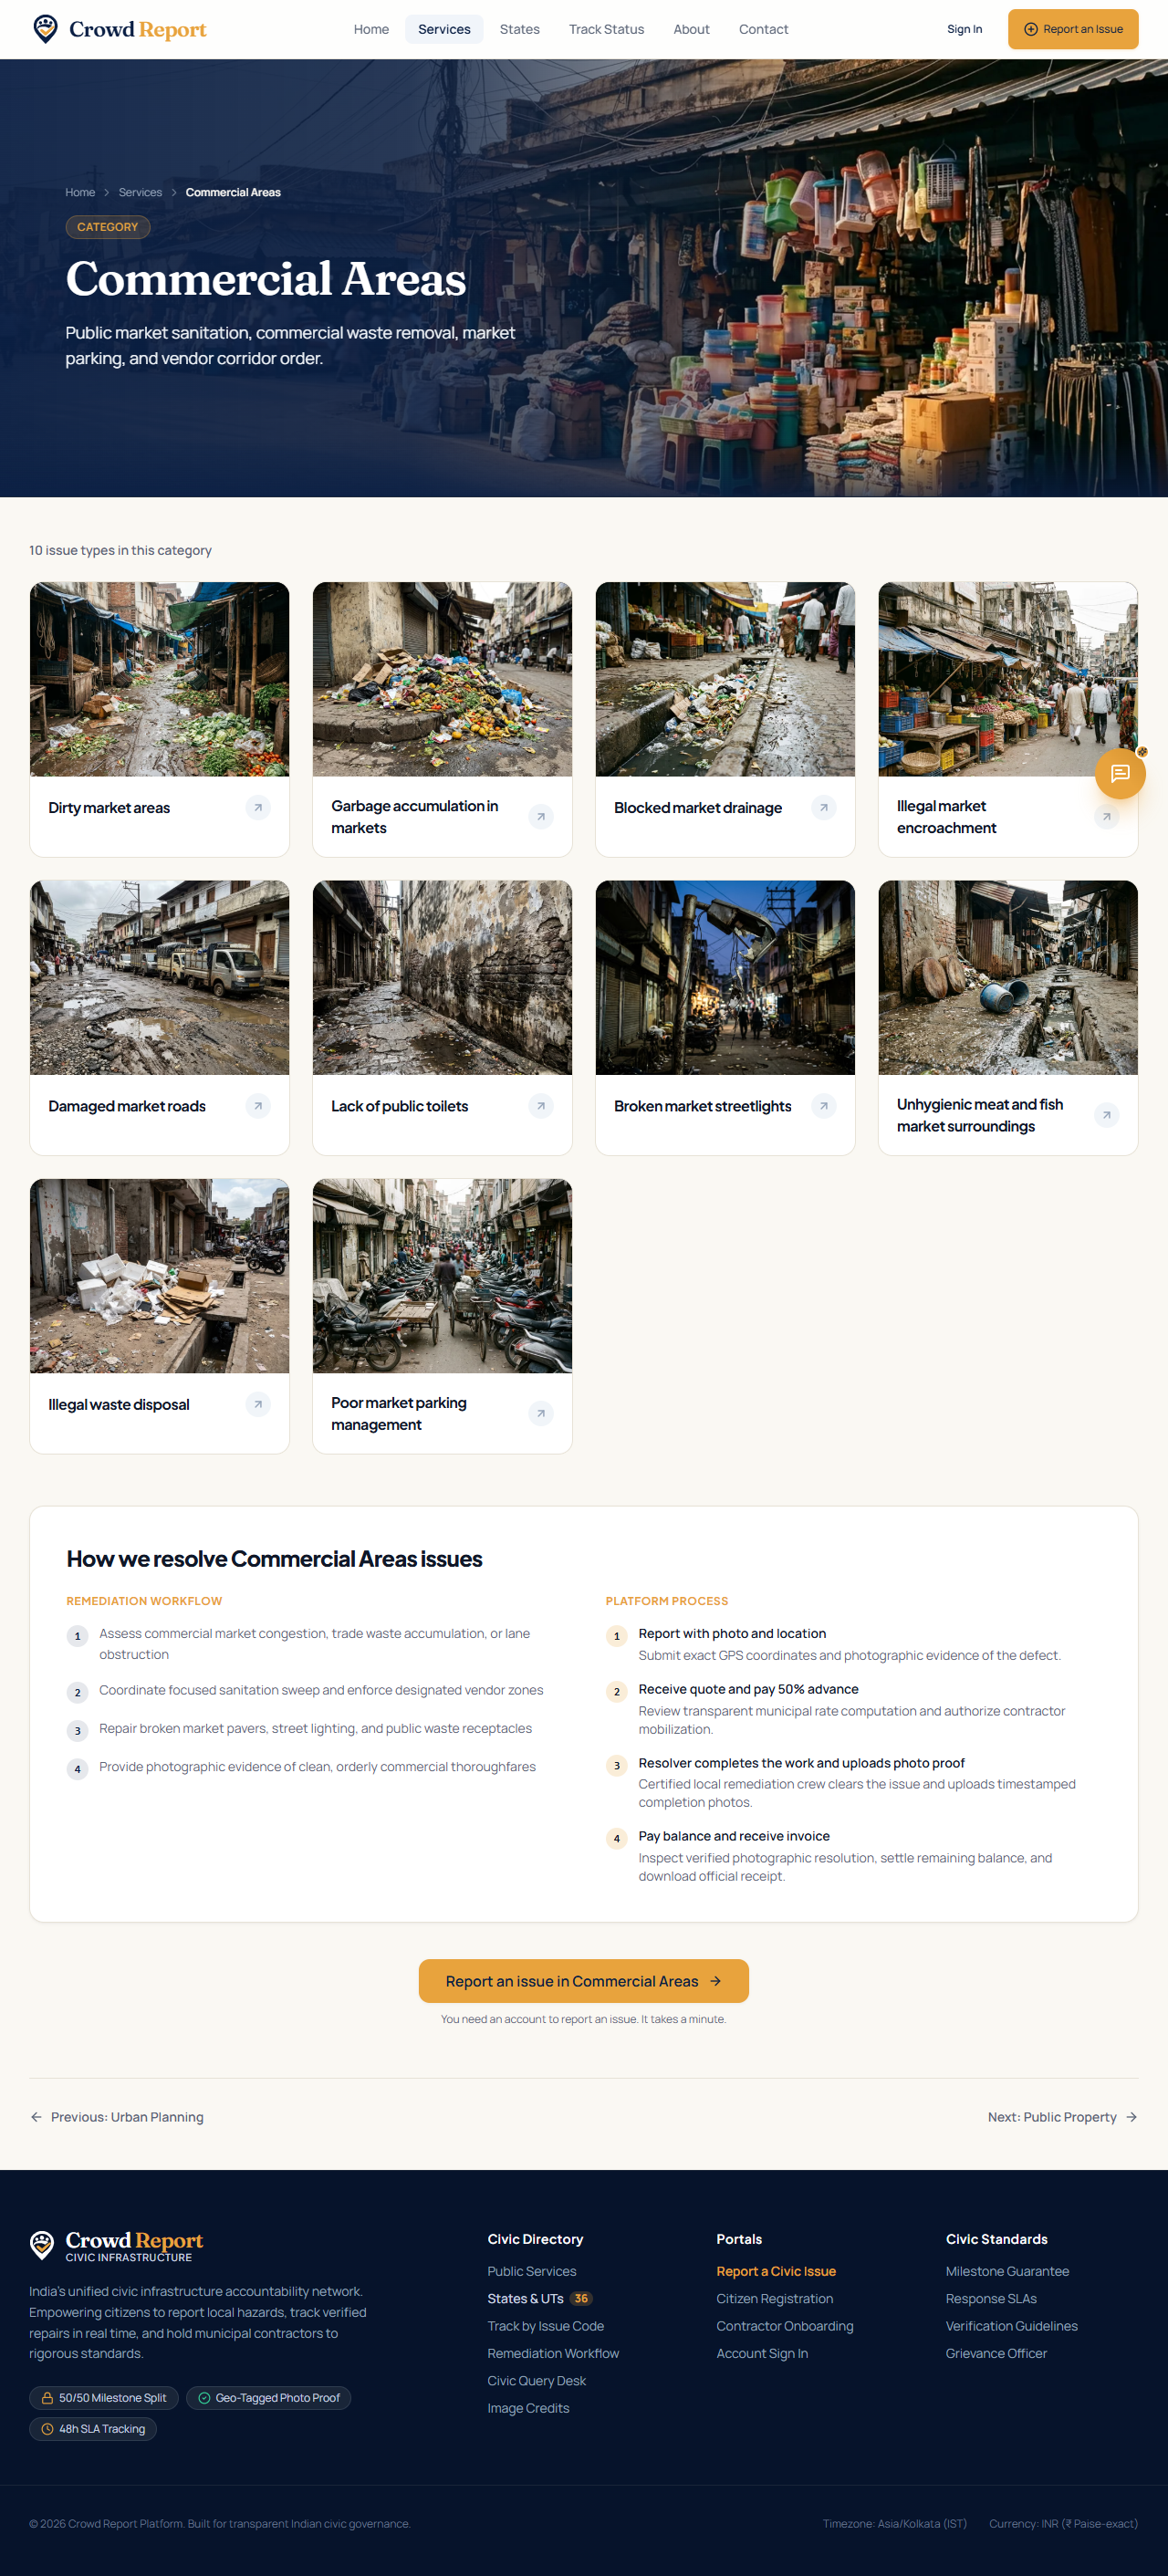 Crowd Report
Home
Services
States
Track Status
About
Contact
Sign In
Report an Issue
Home > Services > Commercial Areas
CATEGORY
Commercial Areas
Public market sanitation, commercial waste removal, market
parking, and vendor corridor order.
10 issue types in this category
Dirty market areas
Garbage accumulation in
markets
Blocked market drainage
Illegal market
encroachment
Damaged market roads
Lack of public toilets
Broken market streetlights
Unhygienic meat and fish
market surroundings
Illegal waste disposal
Poor market parking
management
How we resolve Commercial Areas issues
REMEDIATION WORKFLOW
1 Assess commercial market congestion, trade waste accumulation, or lane
obstruction
2 Coordinate focused sanitation sweep and enforce designated vendor zones
3 Repair broken market pavers, street lighting, and public waste receptacles
4 Provide photographic evidence of clean, orderly commercial thoroughfares
PLATFORM PROCESS
1 Report with photo and location
Submit exact GPS coordinates and photographic evidence of the defect.
2 Receive quote and pay 50% advance
Review transparent municipal rate computation and authorize contractor
mobilization.
3 Resolver completes the work and uploads photo proof
Certified local remediation crew clears the issue and uploads timestamped
completion photos.
4 Pay balance and receive invoice
Inspect verified photographic resolution, settle remaining balance, and
download official receipt.
Report an issue in Commercial Areas
You need an account to report an issue. It takes a minute.
Previous: Urban Planning
Next: Public Property
Crowd Report
CIVIC INFRASTRUCTURE
India's unified civic infrastructure accountability network.
Empowering citizens to report local hazards, track verified
repairs in real time, and hold municipal contractors to
rigorous standards.
50/50 Milestone Split
Geo-Tagged Photo Proof
48h SLA Tracking
Civic Directory
Public Services
States & UTs 36
Track by Issue Code
Remediation Workflow
Civic Query Desk
Image Credits
Portals
Report a Civic Issue
Citizen Registration
Contractor Onboarding
Account Sign In
Civic Standards
Milestone Guarantee
Response SLAs
Verification Guidelines
Grievance Officer
© 2026 Crowd Report Platform. Built for transparent Indian civic governance.
Timezone: Asia/Kolkata (IST)
Currency: INR (₹ Paise-exact)